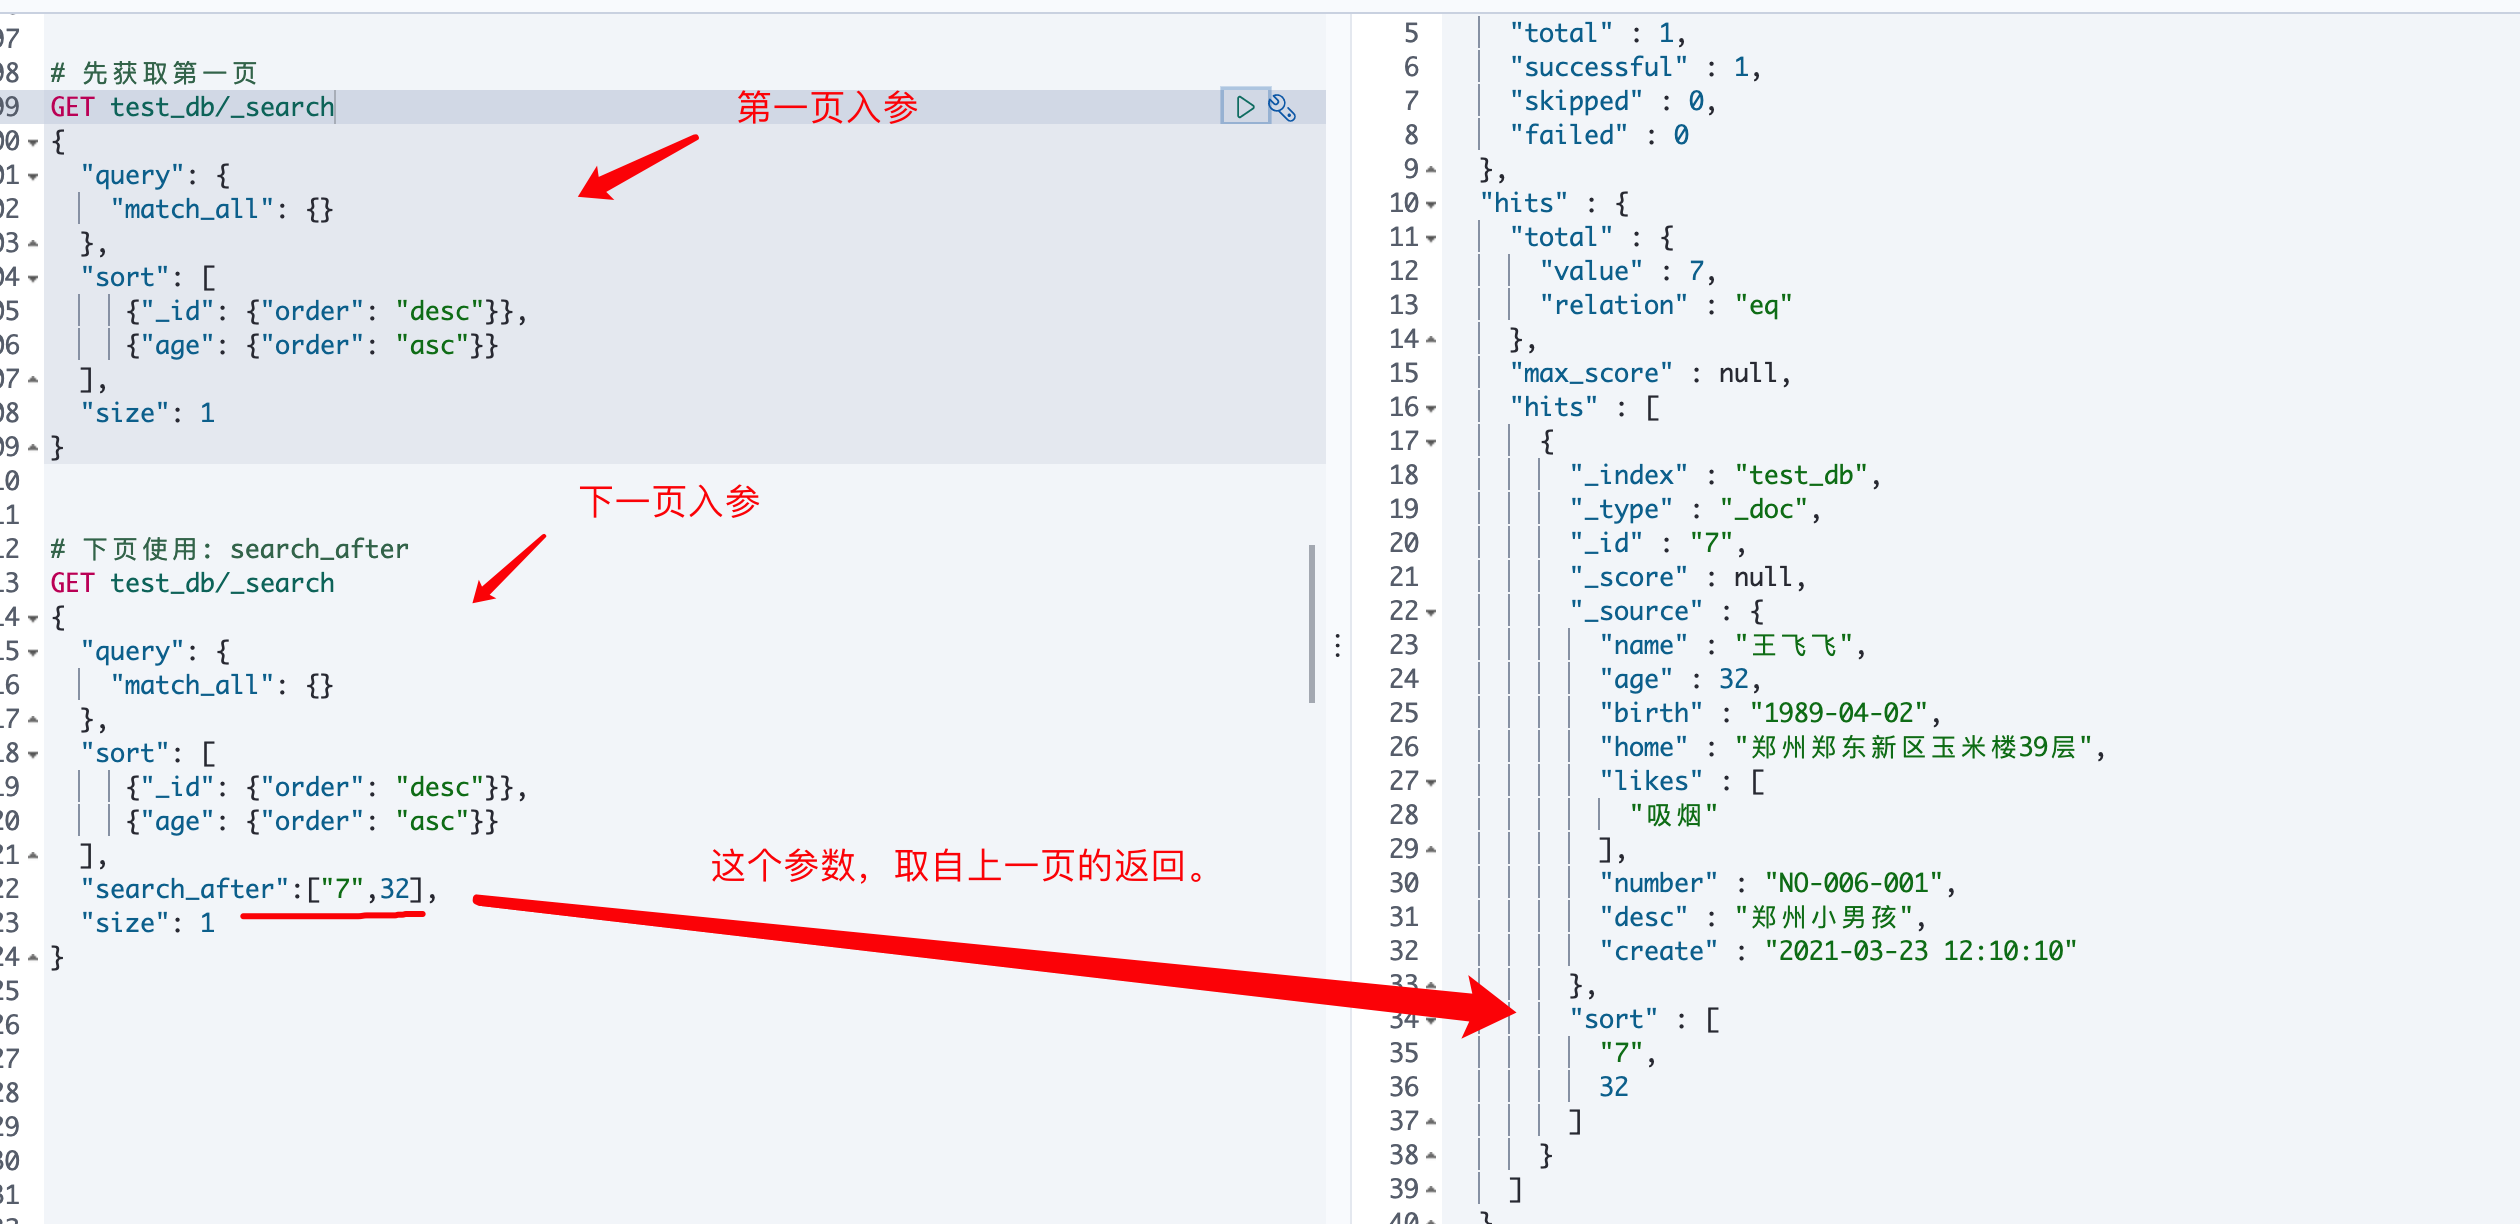 97
98 # 先获取第一页
99 GET test_db/_search
第一页入参
00 {
01 "query": {
02 "match_all": {}
03 },
04 "sort": [
05 {"_id": {"order": "desc"}},
06 {"age": {"order": "asc"}}
07 ],
08 "size": 1
09 }
10
11
下一页入参
12 # 下页使用: search_after
13 GET test_db/_search
14 {
15 "query": {
16 "match_all": {}
17 },
18 "sort": [
19 {"_id": {"order": "desc"}},
20 {"age": {"order": "asc"}}
21 ],
这个参数，取自上一页的返回。
22 "search_after":["7",32],
23 "size": 1
24 }
25
26
27
28
29
30
31
5 "total" : 1,
6 "successful" : 1,
7 "skipped" : 0,
8 "failed" : 0
9 },
10 "hits" : {
11 "total" : {
12 "value" : 7,
13 "relation" : "eq"
14 },
15 "max_score" : null,
16 "hits" : [
17 {
18 "_index" : "test_db",
19 "_type" : "_doc",
20 "_id" : "7",
21 "_score" : null,
22 "_source" : {
23 "name" : "王飞飞",
24 "age" : 32,
25 "birth" : "1989-04-02",
26 "home" : "郑州郑东新区玉米楼39层",
27 "likes" : [
28 "吸烟"
29 ],
30 "number" : "NO-006-001",
31 "desc" : "郑州小男孩",
32 "create" : "2021-03-23 12:10:10"
33 },
34 "sort" : [
35 "7",
36 32
37 ]
38 }
39 ]
40 }